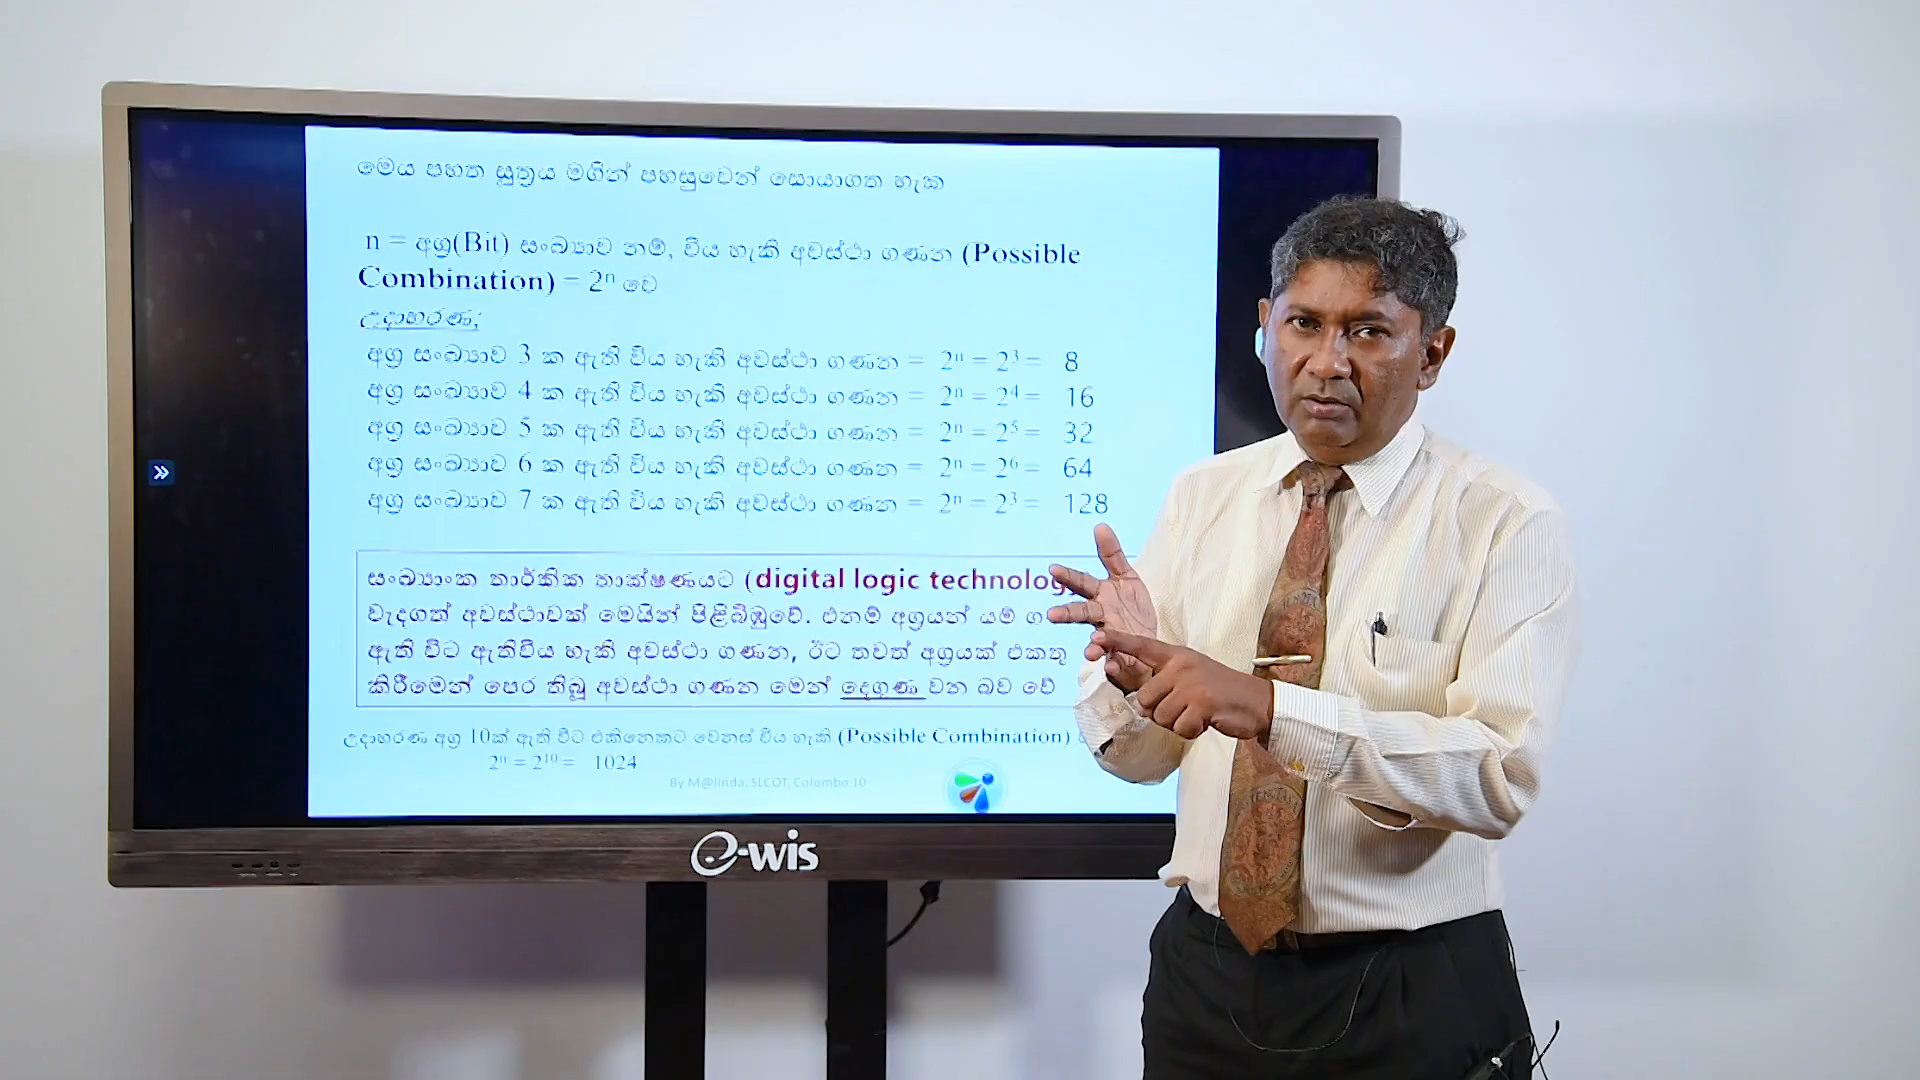 මෙය පහත සූත්‍රය මගින් පහසුවෙන් සොයාගත හැක
n = අග්‍ර(Bit) සංඛ්‍යාව නම්, විය හැකි අවස්ථා ගණන (Possible
Combination) = 2ⁿ වේ
උදාහරණ;
අග්‍ර සංඛ්‍යාව 3 ක ඇති විය හැකි අවස්ථා ගණන = 2ⁿ = 2³ = 8
අග්‍ර සංඛ්‍යාව 4 ක ඇති විය හැකි අවස්ථා ගණන = 2ⁿ = 2⁴ = 16
අග්‍ර සංඛ්‍යාව 5 ක ඇති විය හැකි අවස්ථා ගණන = 2ⁿ = 2⁵ = 32
අග්‍ර සංඛ්‍යාව 6 ක ඇති විය හැකි අවස්ථා ගණන = 2ⁿ = 2⁶ = 64
අග්‍ර සංඛ්‍යාව 7 ක ඇති විය හැකි අවස්ථා ගණන = 2ⁿ = 2³ = 128
සංඛ්‍යාංක තාර්කික තාක්ෂණයට (digital logic technology)
වැදගත් අවස්ථාවක් මෙයින් පිළිබිඹුවේ. එනම් අග්‍රයන් යම්
ඇති විට ඇතිවිය හැකි අවස්ථා ගණන, ඊට තවත් අග්‍රයක් එකතු
කිරීමෙන් පෙර තිබූ අවස්ථා ගණන මෙන් දෙගුණ වන බව වේ
උදාහරණ අග්‍ර 10ක් ඇති විට එකිනෙකට වෙනස් විය හැකි (Possible Combination)
2ⁿ = 2¹⁰ = 1024
By M@linda. SLCOT, Colombo 10
e-wis